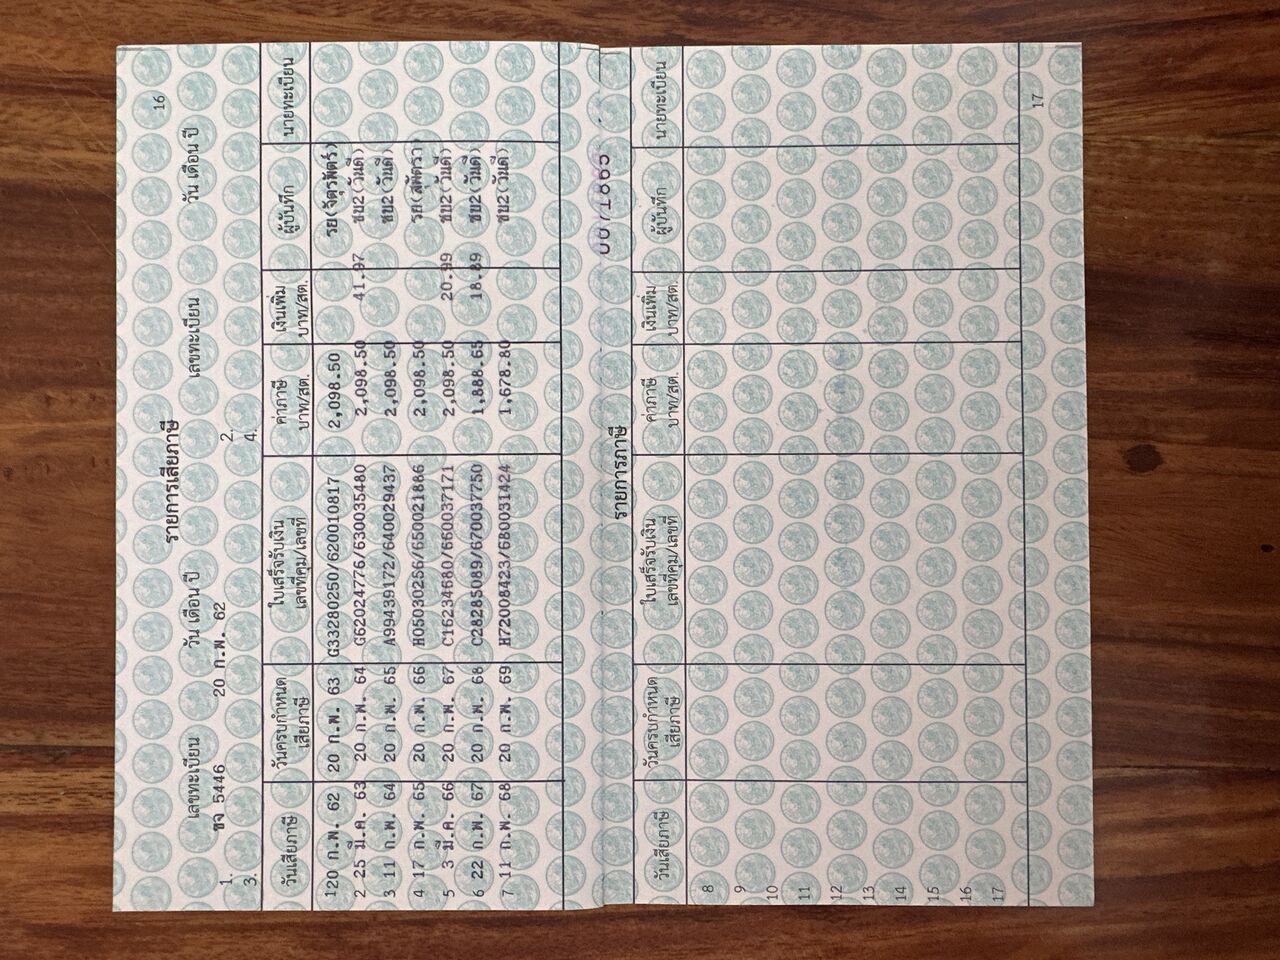 16
รายการเสียภาษี
เลขทะเบียน วัน เดือน ปี เลขทะเบียน วัน เดือน ปี
1. ขจ 5446 20 ก.พ. 62 2.
3. 4.
วันเสียภาษี วันครบกำหนดเสียภาษี ใบเสร็จรับเงิน เลขที่คุม/เลขที่ ค่าภาษี บาท/สต. เงินเพิ่ม บาท/สต. ผู้บันทึก นายทะเบียน
1 20 ก.พ. 62 20 ก.พ. 63 G33280250/620010817 2,098.50 รย(จัตุรพัตร์)
2 25 มี.ค. 63 20 ก.พ. 64 G62024776/630035480 2,098.50 41.97 ชบ2(วันดี)
3 11 ก.พ. 64 20 ก.พ. 65 A99439172/640029437 2,098.50 ชบ2(วันดี)
4 17 ก.พ. 65 20 ก.พ. 66 H05030256/650021886 2,098.50 รย(สุพัตรา)
5 3 มี.ค. 66 20 ก.พ. 67 C16234680/660037171 2,098.50 20.99 ชบ2(วันดี)
6 22 ก.พ. 67 20 ก.พ. 68 C28285089/670037750 1,888.65 18.89 ชบ2(วันดี)
7 11 ก.พ. 68 20 ก.พ. 69 H72008423/680031424 1,678.80 ชบ2(วันดี)
รายการภาษี
วันเสียภาษี วันครบกำหนดเสียภาษี ใบเสร็จรับเงิน เลขที่คุม/เลขที่ ค่าภาษี บาท/สต. เงินเพิ่ม บาท/สต. ผู้บันทึก นายทะเบียน
8
9
10
11
12
13
14
15
16
17
17